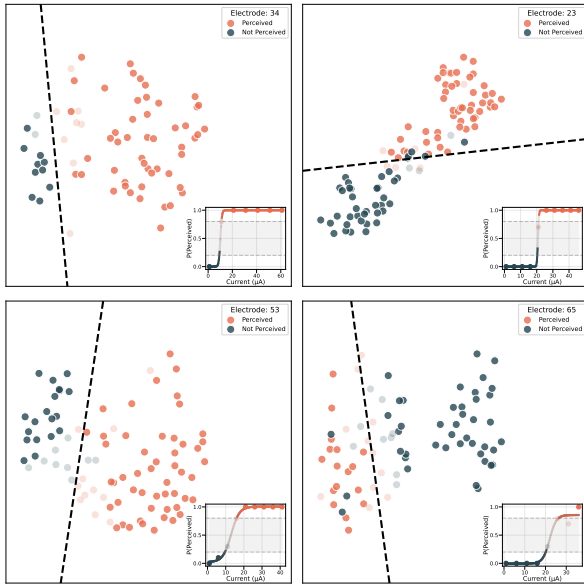 Electrode: 34
Perceived
Not Perceived
1.0
0.5
0.0
P(Perceived)
0
20
40
60
Current (μA)
Electrode: 23
Perceived
Not Perceived
1.0
0.5
0.0
P(Perceived)
0
20
40
Current (μA)
Electrode: 53
Perceived
Not Perceived
1.0
0.5
0.0
P(Perceived)
0
10
20
30
40
Current (μA)
Electrode: 65
Perceived
Not Perceived
1.0
0.5
0.0
P(Perceived)
10
20
30
Current (μA)